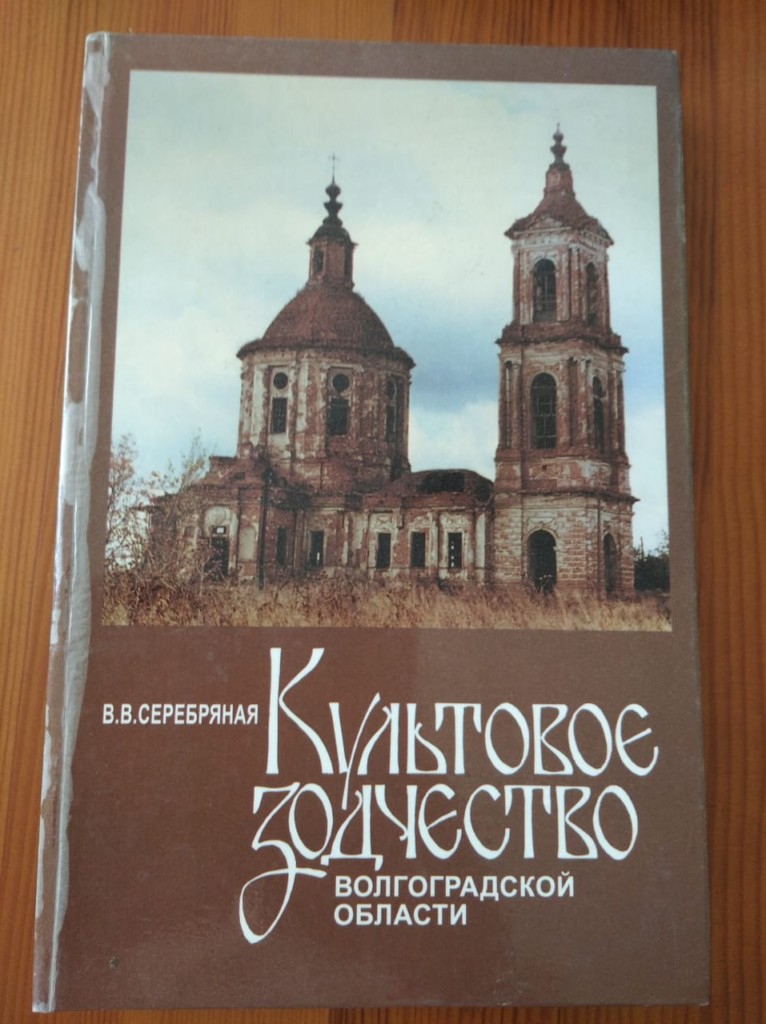 В.В.СЕРЕБРЯНАЯ
Культовое
зодчество
ВОЛГОГРАДСКОЙ
ОБЛАСТИ